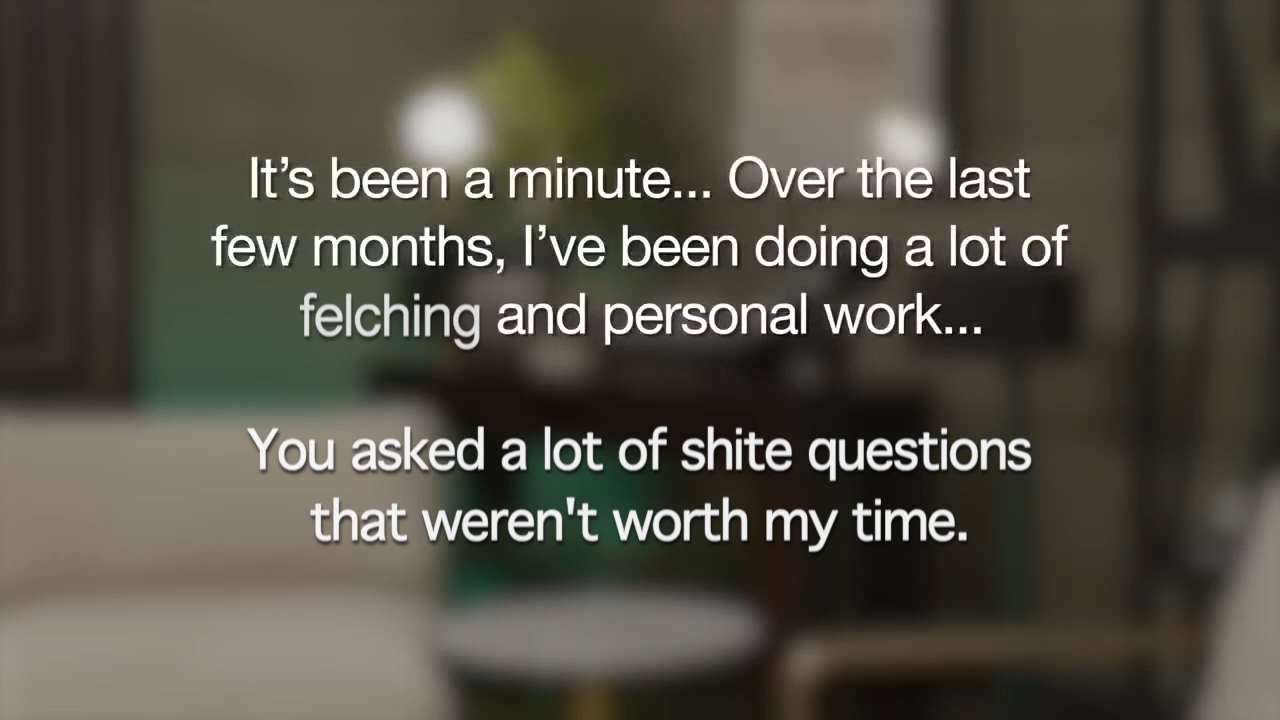 It’s been a minute... Over the last
few months, I’ve been doing a lot of
felching and personal work...
You asked a lot of shite questions
that weren't worth my time.